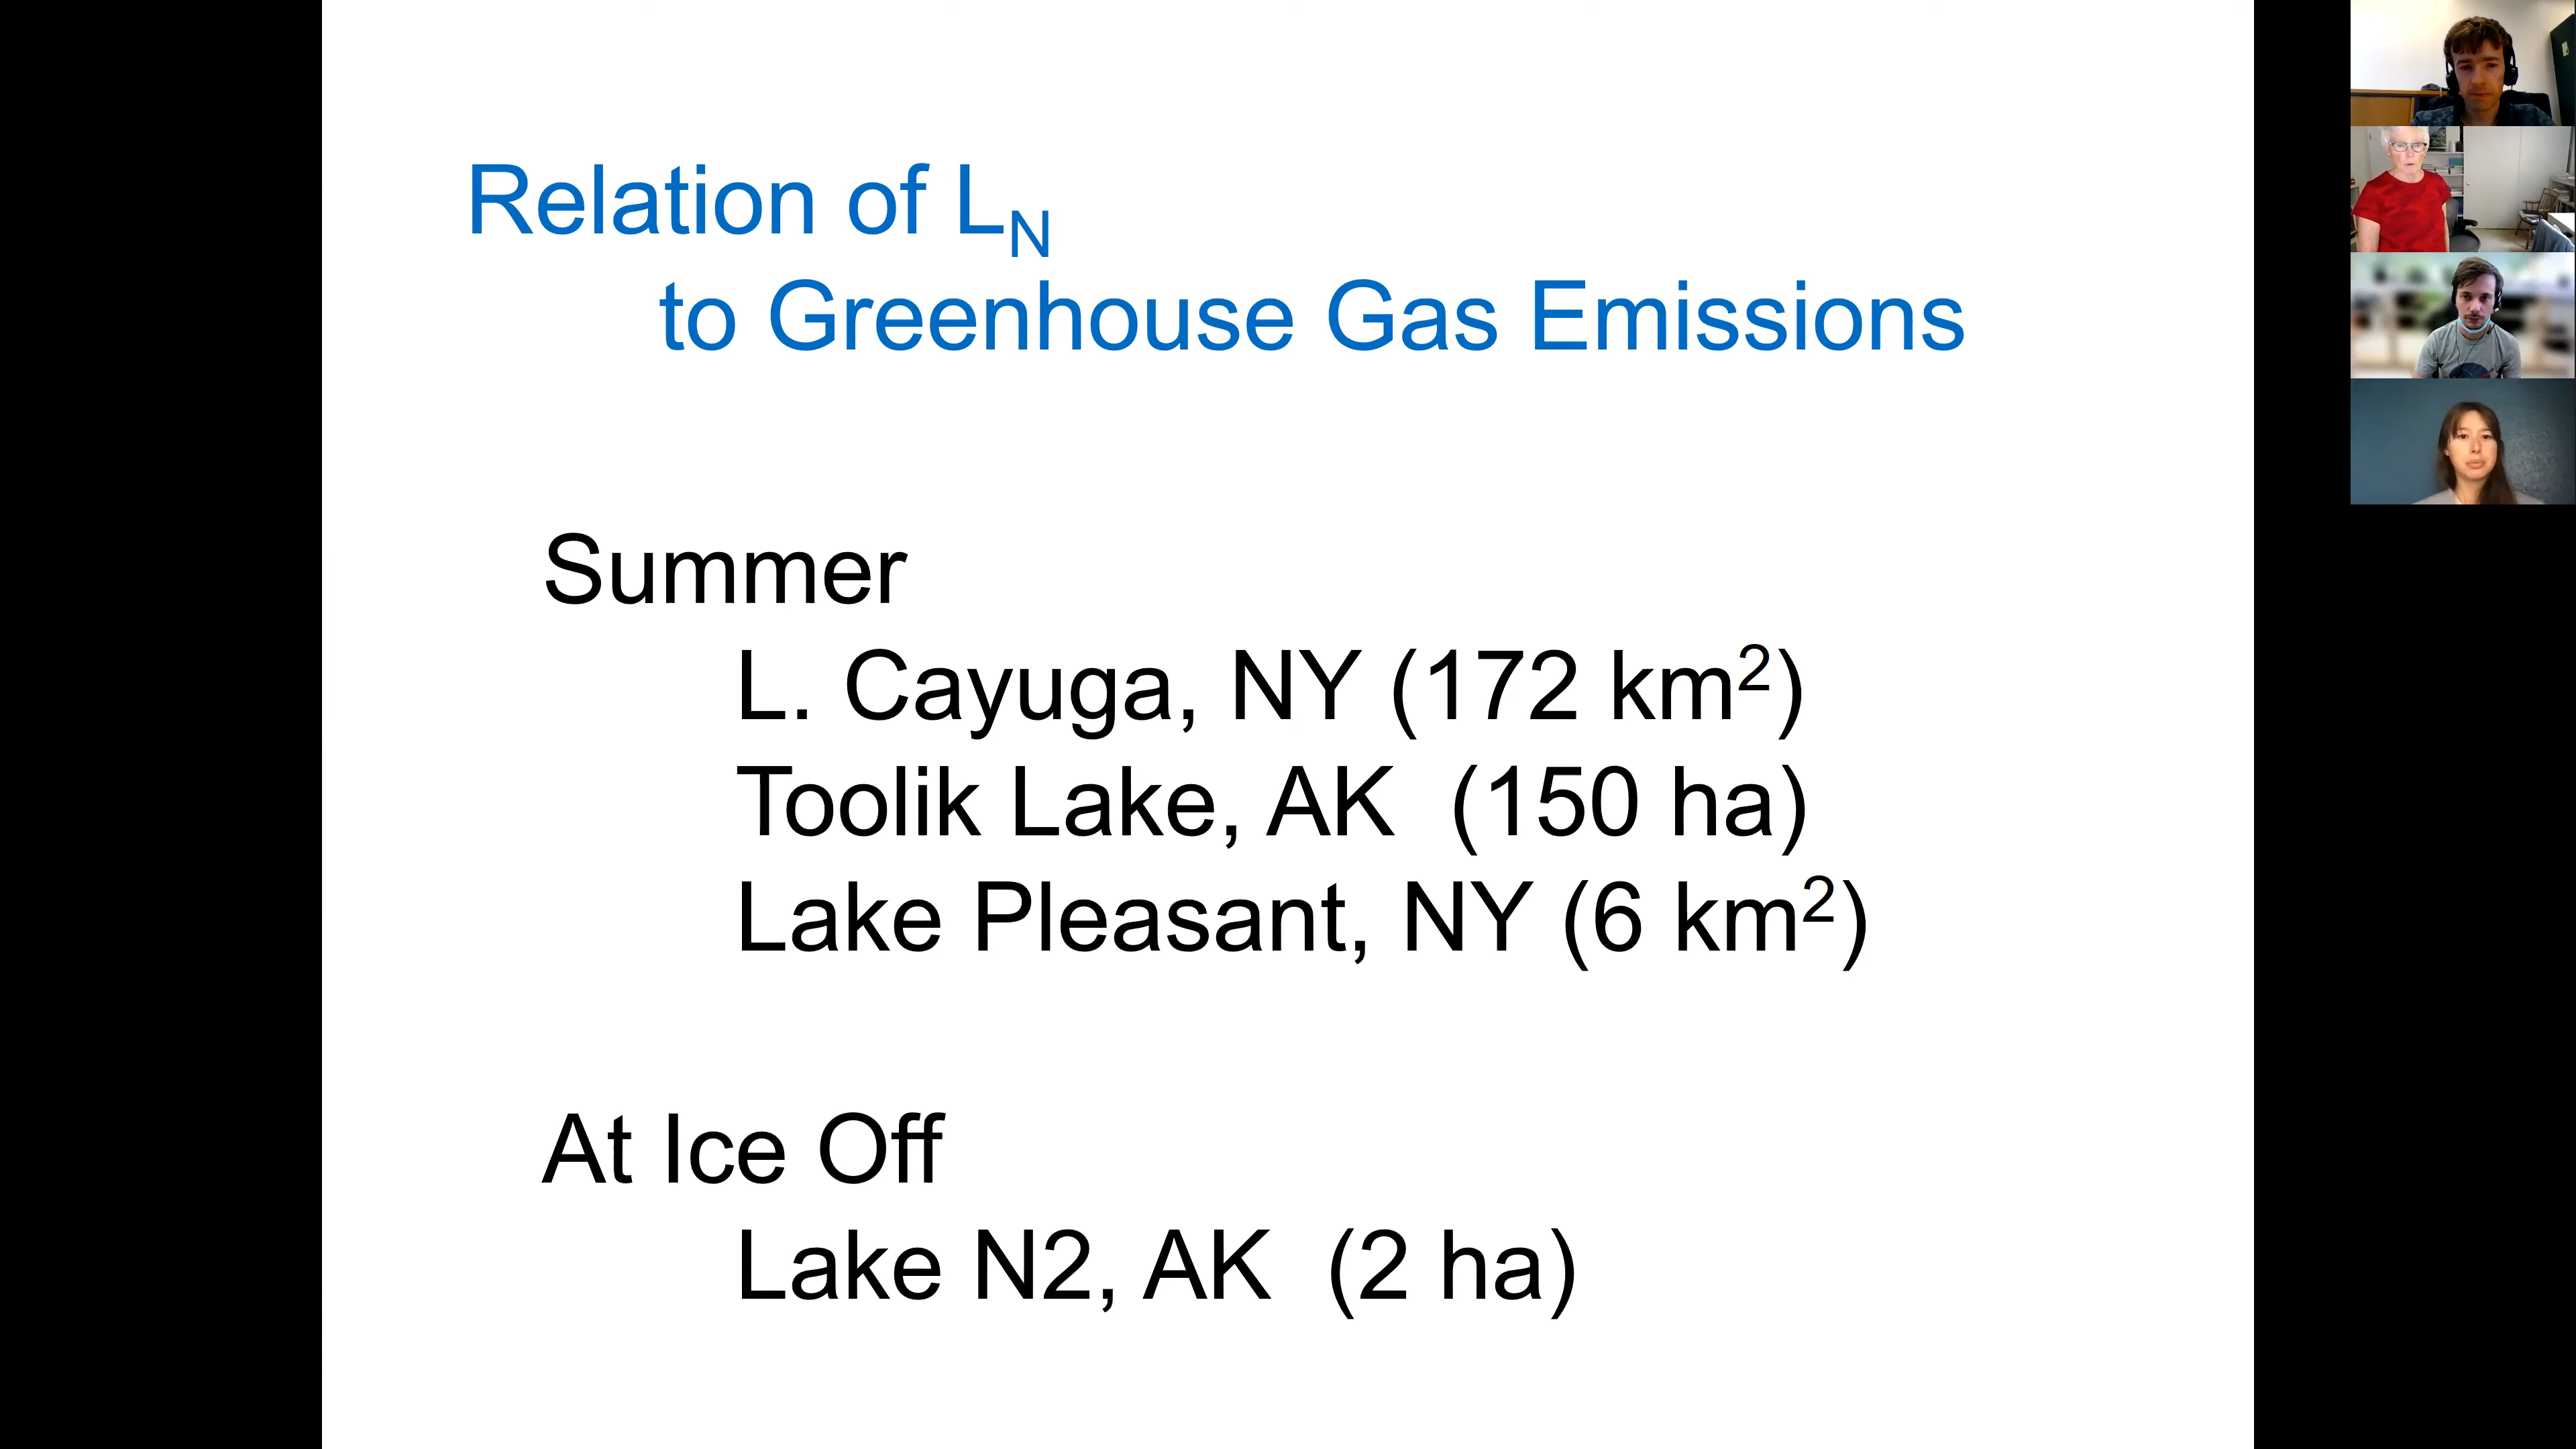 Relation of L_N
to Greenhouse Gas Emissions
Summer
L. Cayuga, NY (172 km²)
Toolik Lake, AK (150 ha)
Lake Pleasant, NY (6 km²)
At Ice Off
Lake N2, AK (2 ha)